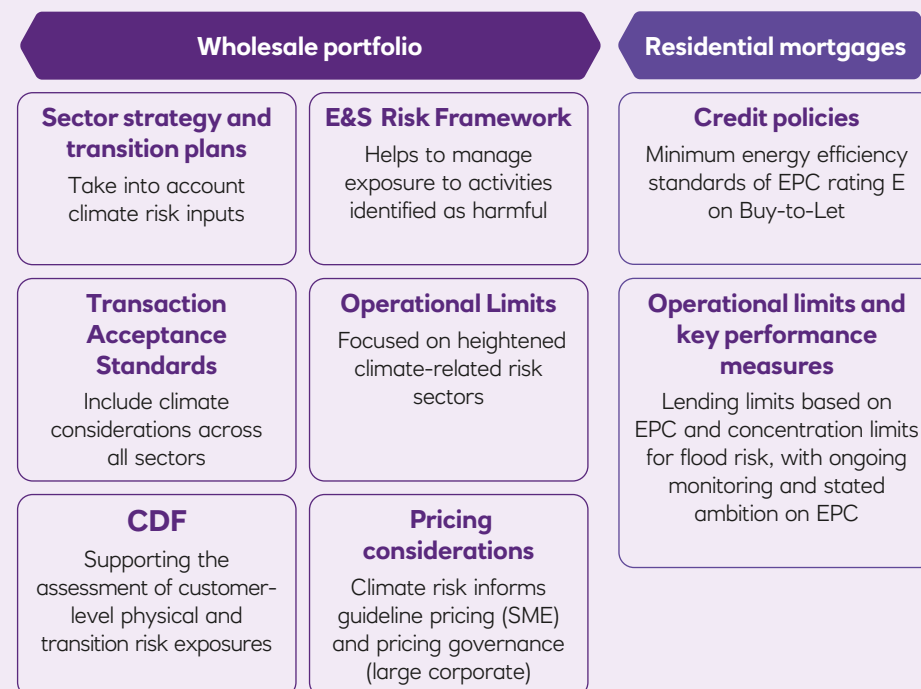 Wholesale portfolio
Residential mortgages
Sector strategy and
transition plans
Take into account
climate risk inputs
E&S Risk Framework
Helps to manage
exposure to activities
identified as harmful
Credit policies
Minimum energy efficiency
standards of EPC rating E
on Buy-to-Let
Transaction
Acceptance
Standards
Include climate
considerations across
all sectors
Operational Limits
Focused on heightened
climate-related risk
sectors
Operational limits and
key performance
measures
Lending limits based on
EPC and concentration limits
for flood risk, with ongoing
monitoring and stated
ambition on EPC
CDF
Supporting the
assessment of customer-
level physical and
transition risk exposures
Pricing
considerations
Climate risk informs
guideline pricing (SME)
and pricing governance
(large corporate)